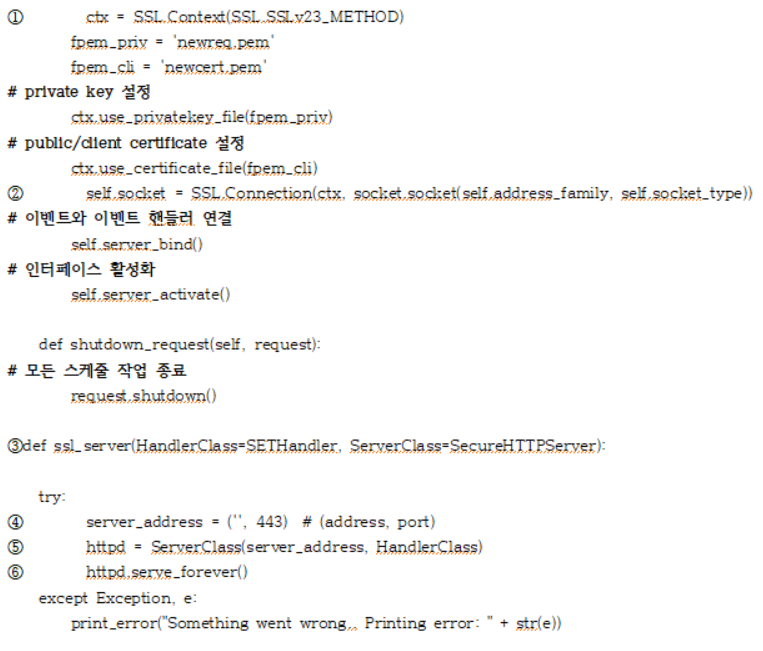 ① ctx = SSL.Context(SSL.SSLv23_METHOD)
fpem_priv = 'newreq.pem'
fpem_cli = 'newcert.pem'
# private key 설정
ctx.use_privatekey_file(fpem_priv)
# public/client certificate 설정
ctx.use_certificate_file(fpem_cli)
② self.socket = SSL.Connection(ctx, socket.socket(self.address_family, self.socket_type))
# 이벤트와 이벤트 핸들러 연결
self.server_bind()
# 인터페이스 활성화
self.server_activate()
def shutdown_request(self, request):
# 모든 스케줄 작업 종료
request.shutdown()
③def ssl_server(HandlerClass=SETHandler, ServerClass=SecureHTTPServer):
try:
④ server_address = ('', 443) # (address, port)
⑤ httpd = ServerClass(server_address, HandlerClass)
⑥ httpd.serve_forever()
except Exception, e:
print_error("Something went wrong.. Printing error: " + str(e))